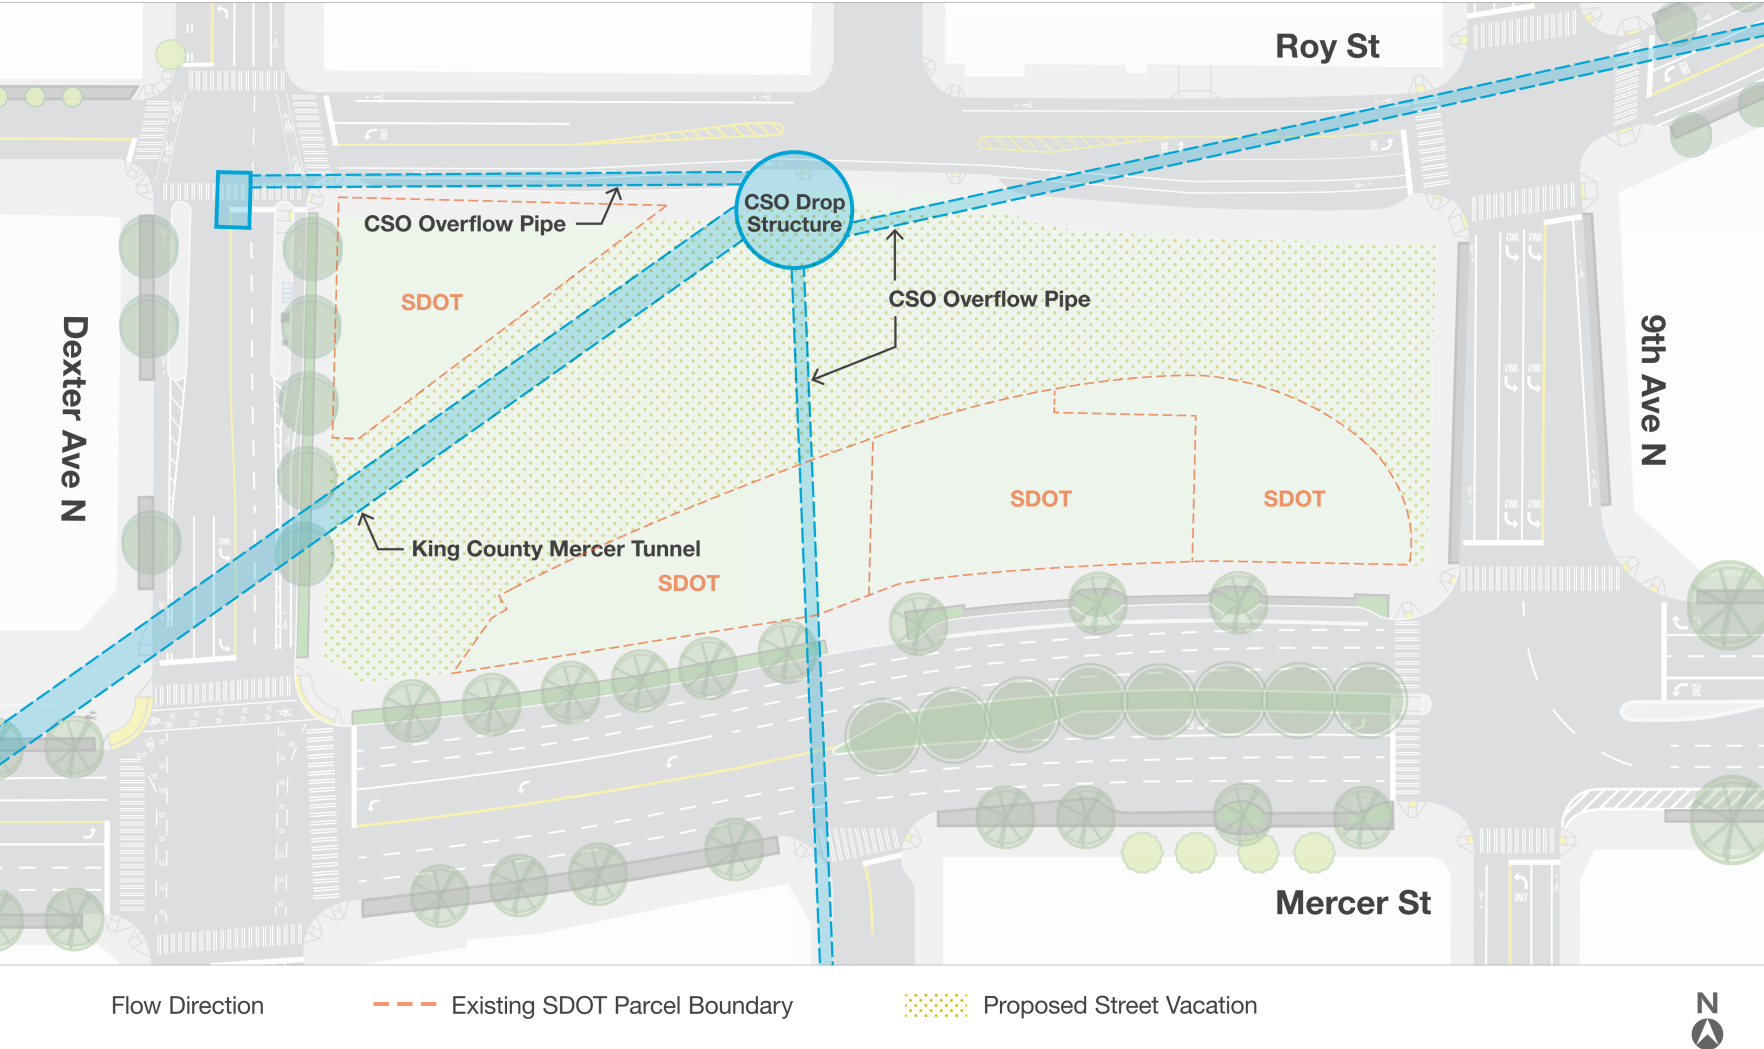 Roy St
CSO Drop
Structure
CSO Overflow Pipe
SDOT
CSO Overflow Pipe
Dexter Ave N
9th Ave N
SDOT
SDOT
King County Mercer Tunnel
SDOT
Mercer St
ONLY
Flow Direction
Existing SDOT Parcel Boundary
Proposed Street Vacation
N